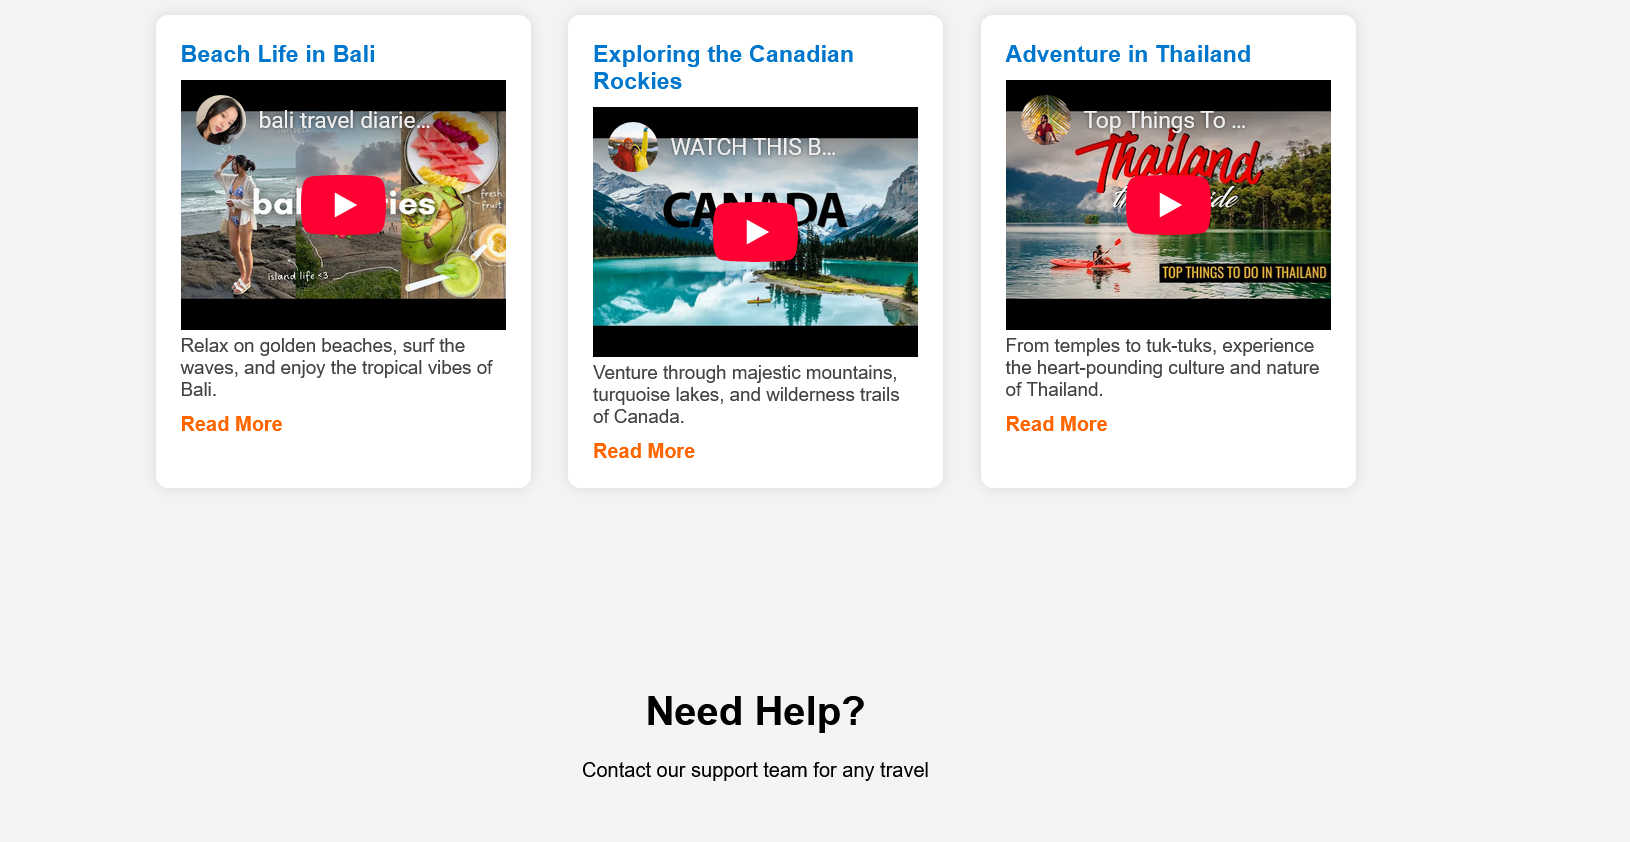 Beach Life in Bali
bali travel diarie...
fresh
fruit
island life <3
Relax on golden beaches, surf the
waves, and enjoy the tropical vibes of
Bali.
Read More
Exploring the Canadian
Rockies
WATCH THIS B...
CANADA
Venture through majestic mountains,
turquoise lakes, and wilderness trails
of Canada.
Read More
Adventure in Thailand
Top Things To ...
Thailand
TOP THINGS TO DO IN THAILAND
From temples to tuk-tuks, experience
the heart-pounding culture and nature
of Thailand.
Read More
Need Help?
Contact our support team for any travel